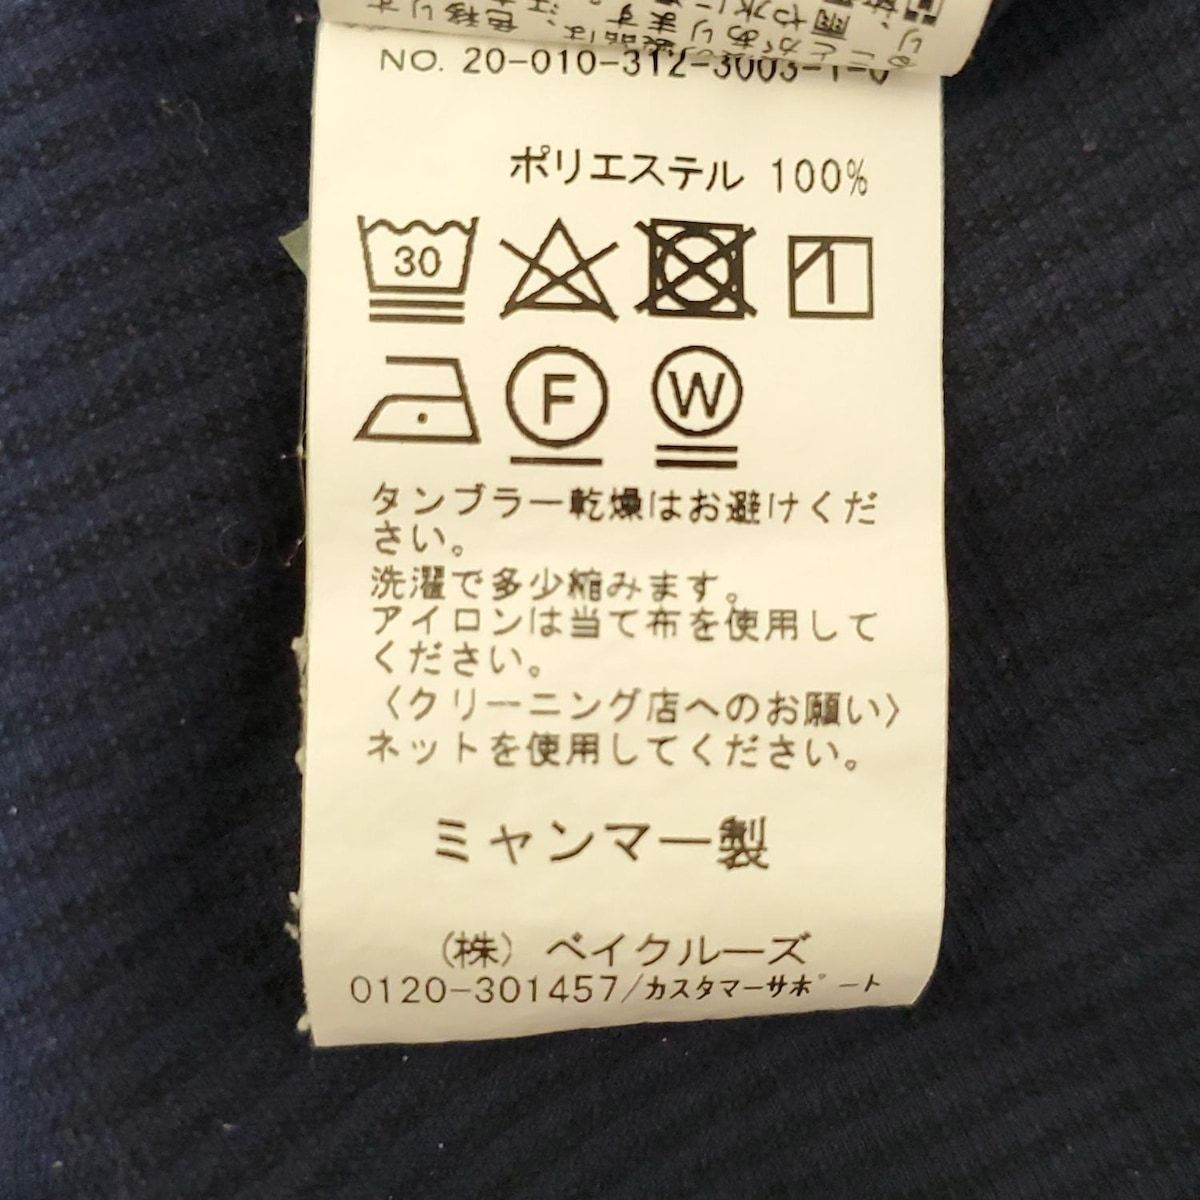 色移りす
NO. 20-010-312-3003-1-0
ポリエステル 100%
30
F
W
タンブラー乾燥はお避けくだ
さい。
洗濯で多少縮みます。
アイロンは当て布を使用して
ください。
〈クリーニング店へのお願い〉
ネットを使用してください。
ミャンマー製
(株) ベイクルーズ
0120-301457/カスタマーサポート